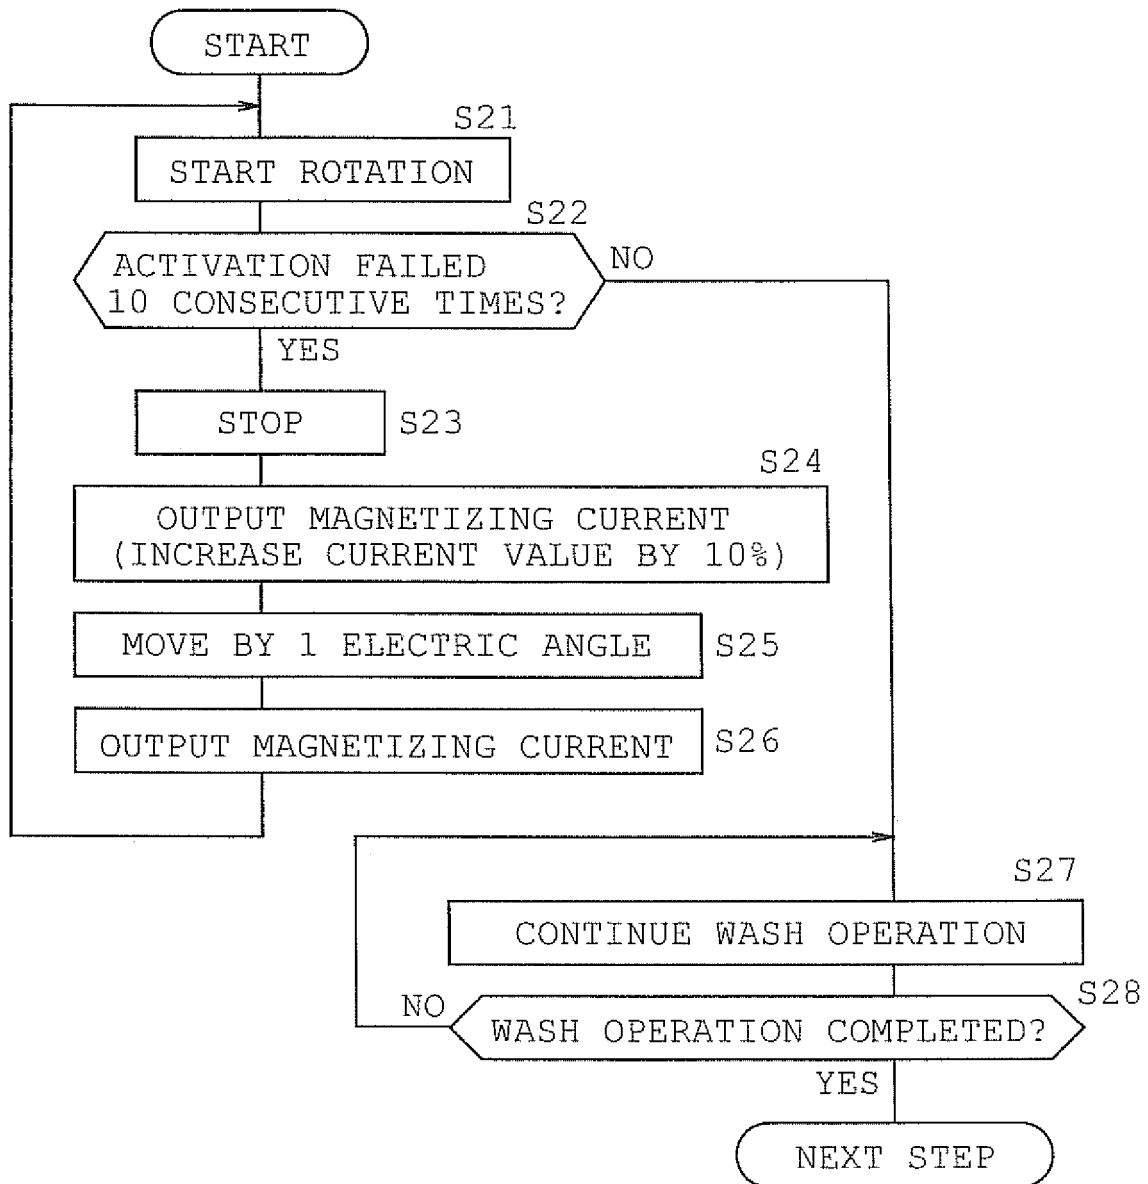 START
S21
START ROTATION
S22
ACTIVATION FAILED
10 CONSECUTIVE TIMES?
NO
YES
STOP
S23
S24
OUTPUT MAGNETIZING CURRENT
(INCREASE CURRENT VALUE BY 10%)
MOVE BY 1 ELECTRIC ANGLE
S25
OUTPUT MAGNETIZING CURRENT
S26
S27
CONTINUE WASH OPERATION
S28
NO
WASH OPERATION COMPLETED?
YES
NEXT STEP